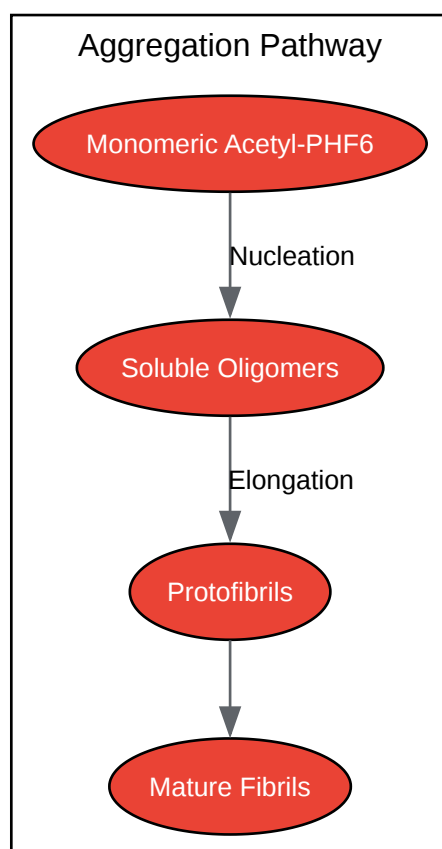 Aggregation Pathway
Monomeric Acetyl-PHF6
Nucleation
Soluble Oligomers
Elongation
Protofibrils
Mature Fibrils